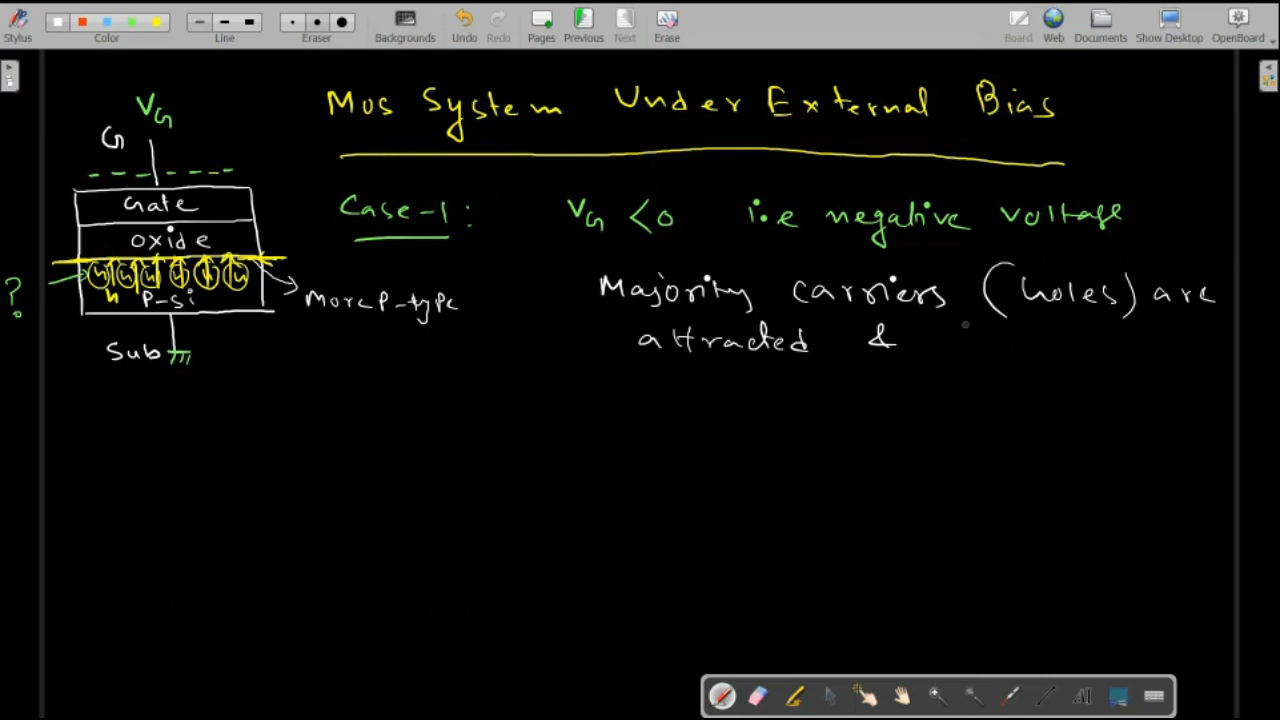 Stylus
Color
Line
Eraser
Backgrounds
Undo
Redo
Pages
Previous
Next
Erase
Board
Web
Documents
Show Desktop
OpenBoard
Mos System Under External Bias
VG
G
Gate
oxide
P-si
h
Sub
?
More P-type
Case-1: VG <0 i.e negative voltage
Majority carriers (holes) are
attracted &